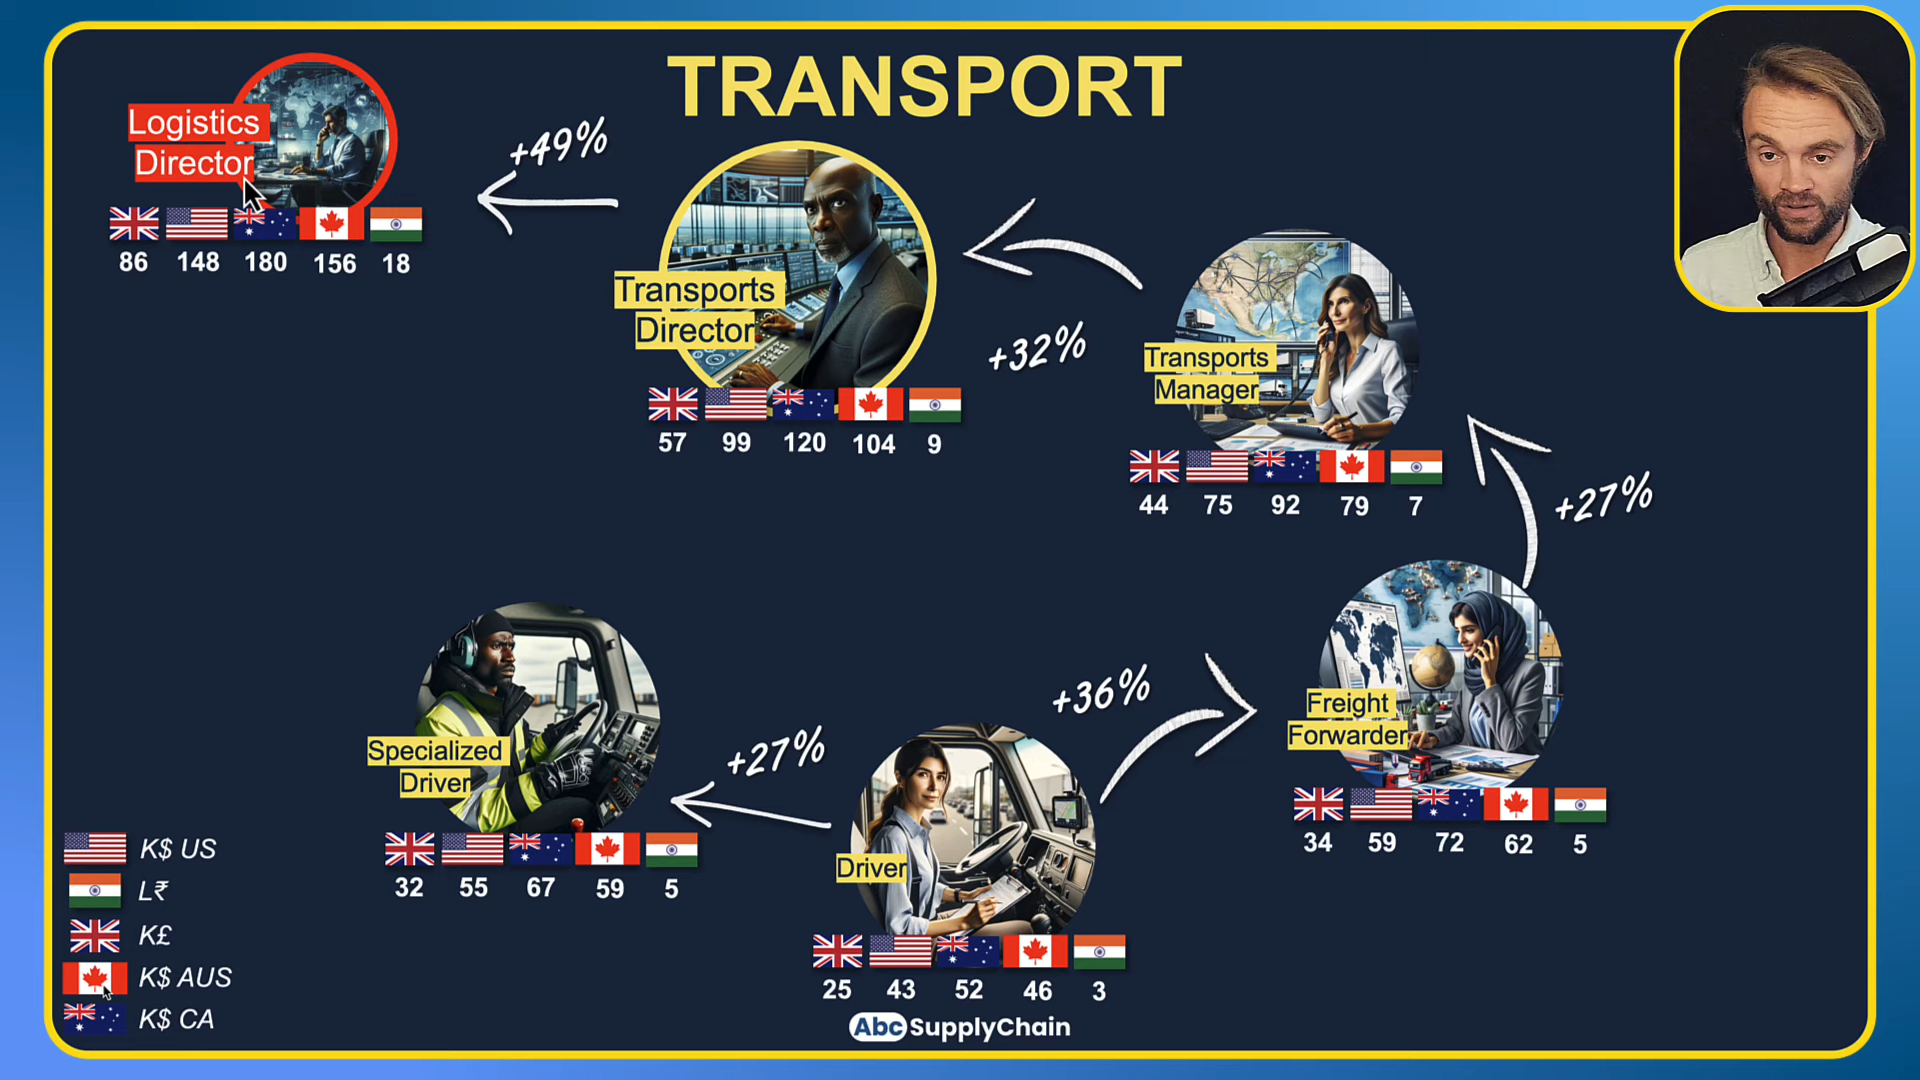 TRANSPORT
Logistics
Director
86 148 180 156 18
+49%
Transports
Director
57 99 120 104 9
+32%
Transports
Manager
44 75 92 79 7
+27%
Freight
Forwarder
34 59 72 62 5
+36%
Specialized
Driver
32 55 67 59 5
+27%
Driver
25 43 52 46 3
K$ US
L₹
K£
K$ AUS
K$ CA
AbcSupplyChain